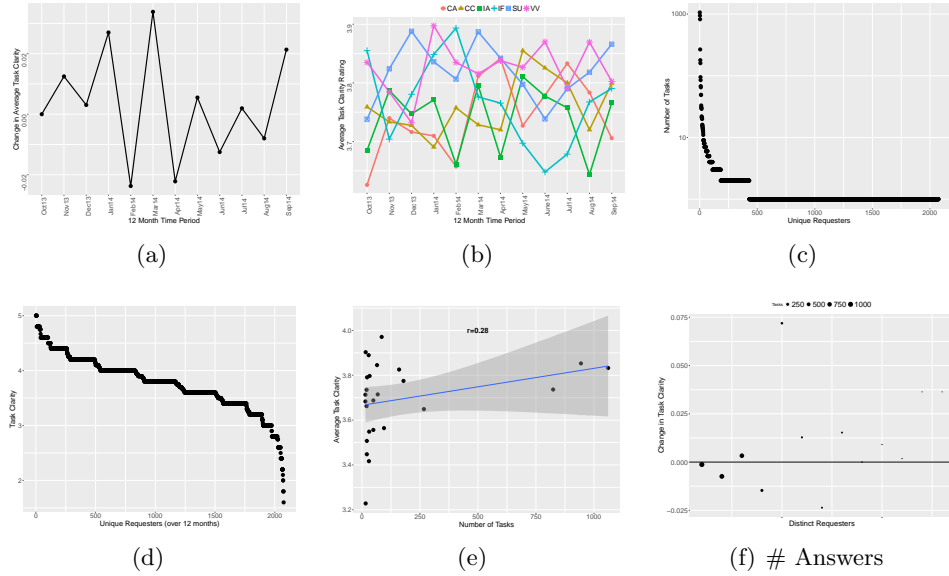 Change in Average Task Clarity
0.02
0.00
-0.02
Oct13
Nov13
Dec13
Jan14
Feb14
Mar14
Apr14
May14
Jun14
Jul14
Aug14
Sep14
12 Month Time Period
(a)
CA CC IA IF SU VV
Average Task Clarity Rating
3.9
3.8
3.7
Oct13
Nov13
Dec13
Jan14
Feb14
Mar14
Apr14
May14
June14
Jul14
Aug14
Sep14
12 Month Time Period
(b)
Number of Tasks
1000
10
0 500 1000 1500 2000
Unique Requesters
(c)
Task Clarity
5
4
3
2
0 500 1000 1500 2000
Unique Requesters (over 12 months)
(d)
Average Task Clarity
4.0
3.8
3.6
3.4
3.2
r=0.28
0 250 500 750 1000
Number of Tasks
(e)
Tasks 250 500 750 1000
Change in Task Clarity
0.075
0.050
0.025
0.000
-0.025
Distinct Requesters
(f) # Answers